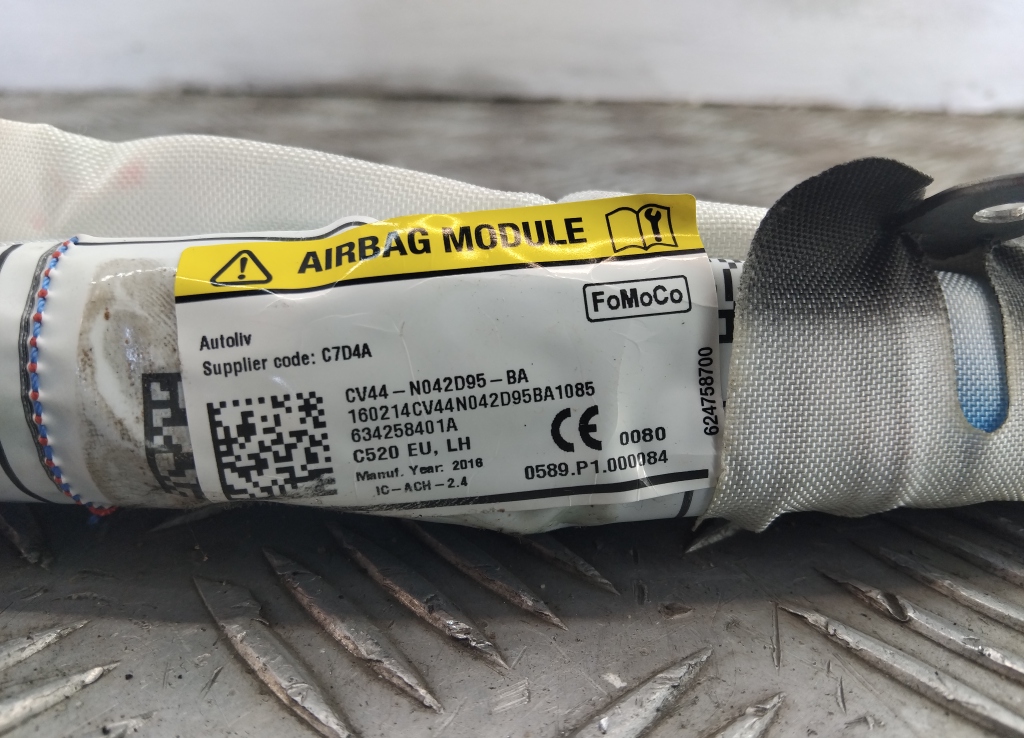 AIRBAG MODULE
FoMoCo
Autoliv
Supplier code: C7D4A
CV44-N042D95-BA
160214CV44N042D95BA1085
634258401A
C520 EU, LH
Manuf. Year: 2016
IC-ACH-2.4
CE 0080
0589.P1.000084
624758700